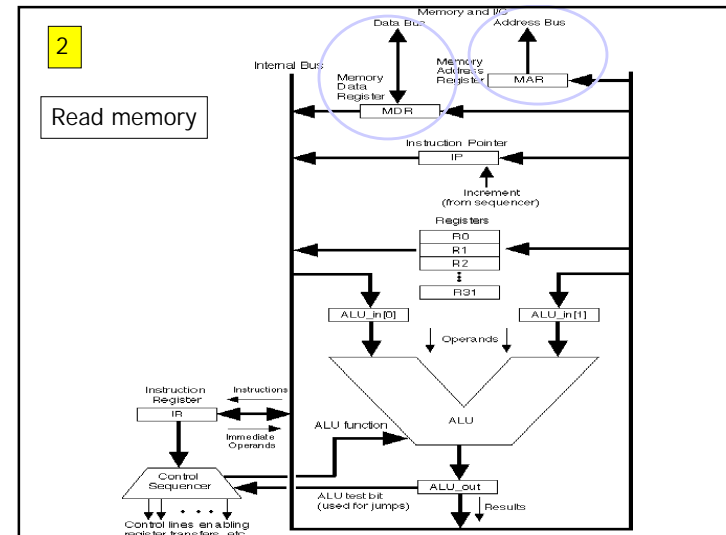 2
Read memory
Memory and I/O
Data Bus
Address Bus
Internal Bus
Memory
Data
Register
MDR
Memory
Address
Register
MAR
Instruction Pointer
IP
Increment
(from sequencer)
Registers
R0
R1
R2
R31
ALU_in[0]
ALU_in[1]
Operands
Instruction
Register
IR
Instructions
Immediate
Operands
ALU function
ALU
Control
Sequencer
ALU test bit
(used for jumps)
ALU_out
Results
Control lines enabling
register transfers, etc.